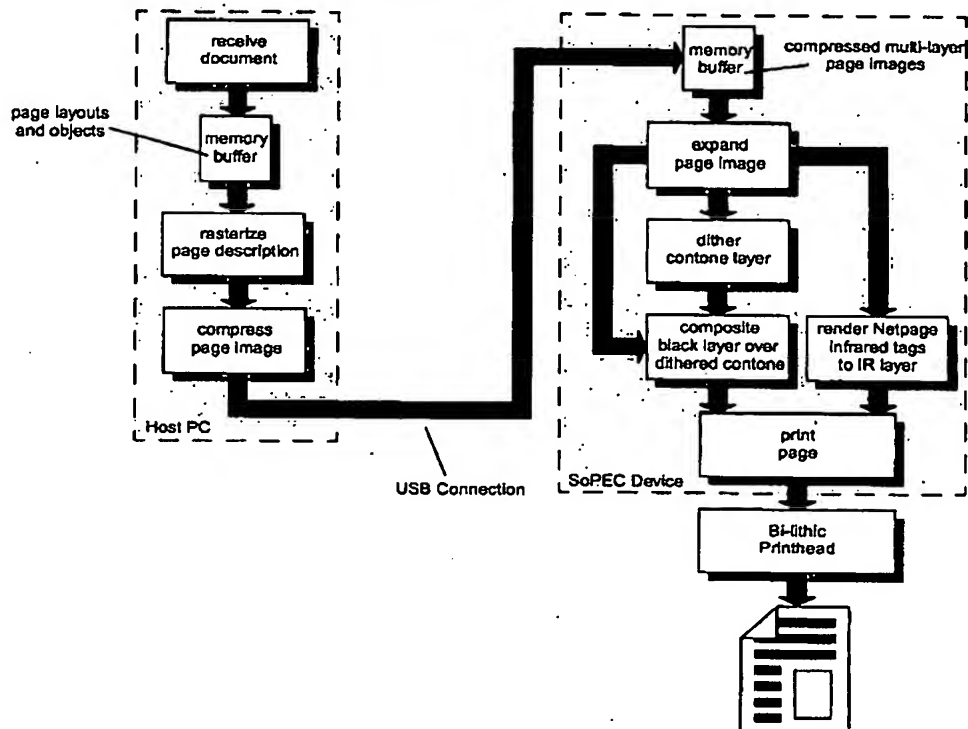 receive
document
page layouts
and objects
memory
buffer
rasterize
page description
compress
page image
Host PC
USB Connection
memory
buffer
compressed multi-layer
page images
expand
page image
dither
contone layer
composite
black layer over
dithered contone
render Netpage
infrared tags
to IR layer
print
page
SoPEC Device
Bi-lithic
Printhead